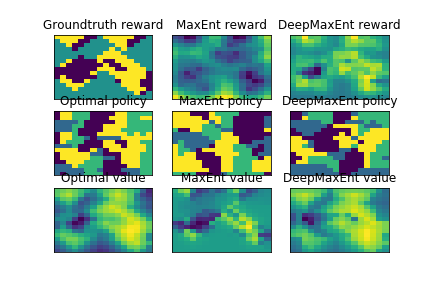 Groundtruth reward
MaxEnt reward
DeepMaxEnt reward
Optimal policy
MaxEnt policy
DeepMaxEnt policy
Optimal value
MaxEnt value
DeepMaxEnt value